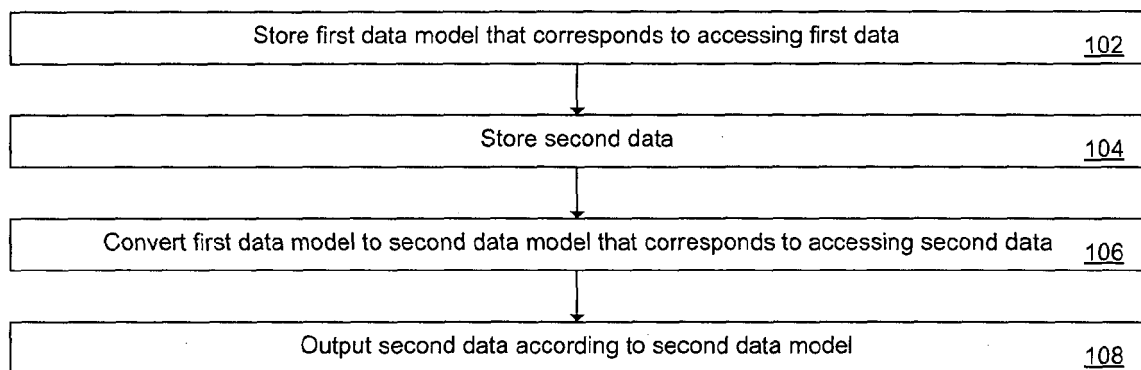 Store first data model that corresponds to accessing first data
102
Store second data
104
Convert first data model to second data model that corresponds to accessing second data
106
Output second data according to second data model
108